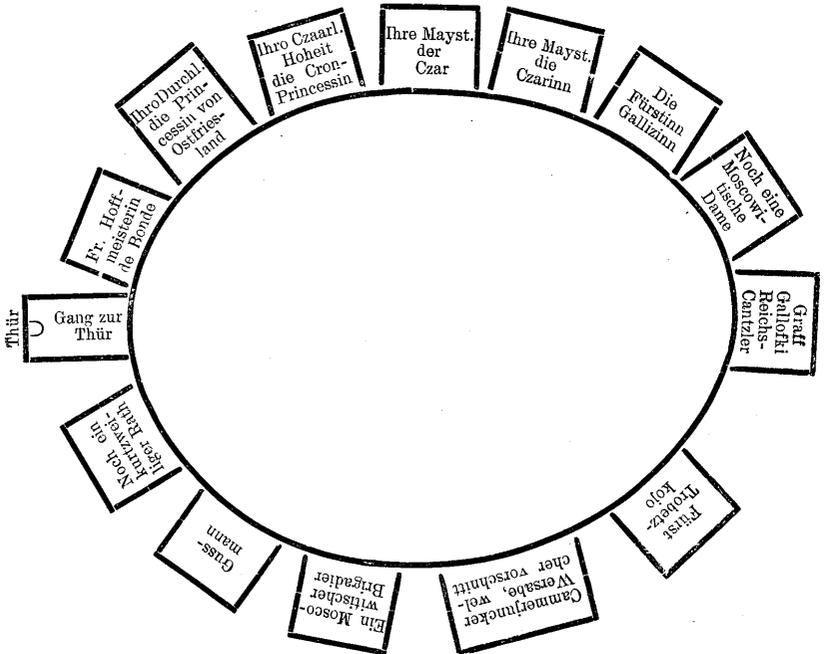 Ihre Mayst.
der
Czar
Ihre Mayst.
die
Czarinn
Die
Fürstinn
Gallizinn
Noch eine
Moscowi-
tische
Dame
Graff
Gallofki
Reichs-
Cantzler
Fürst
Trobetz-
kojo
Cammerjuncker
Wersabe, wel-
cher vorschnitt
Ein Mosco-
witischer
Brigadier
Guss-
mann
Noch ein
kurtzwei-
liger Rath
Thür
Gang zur
Thür
Fr. Hoff-
meisterin
de Bonde
Ihro Durchl.
die Prin-
cessin von
Ostfries-
land
Ihro Czaarl.
Hoheit
die Cron-
Princessin